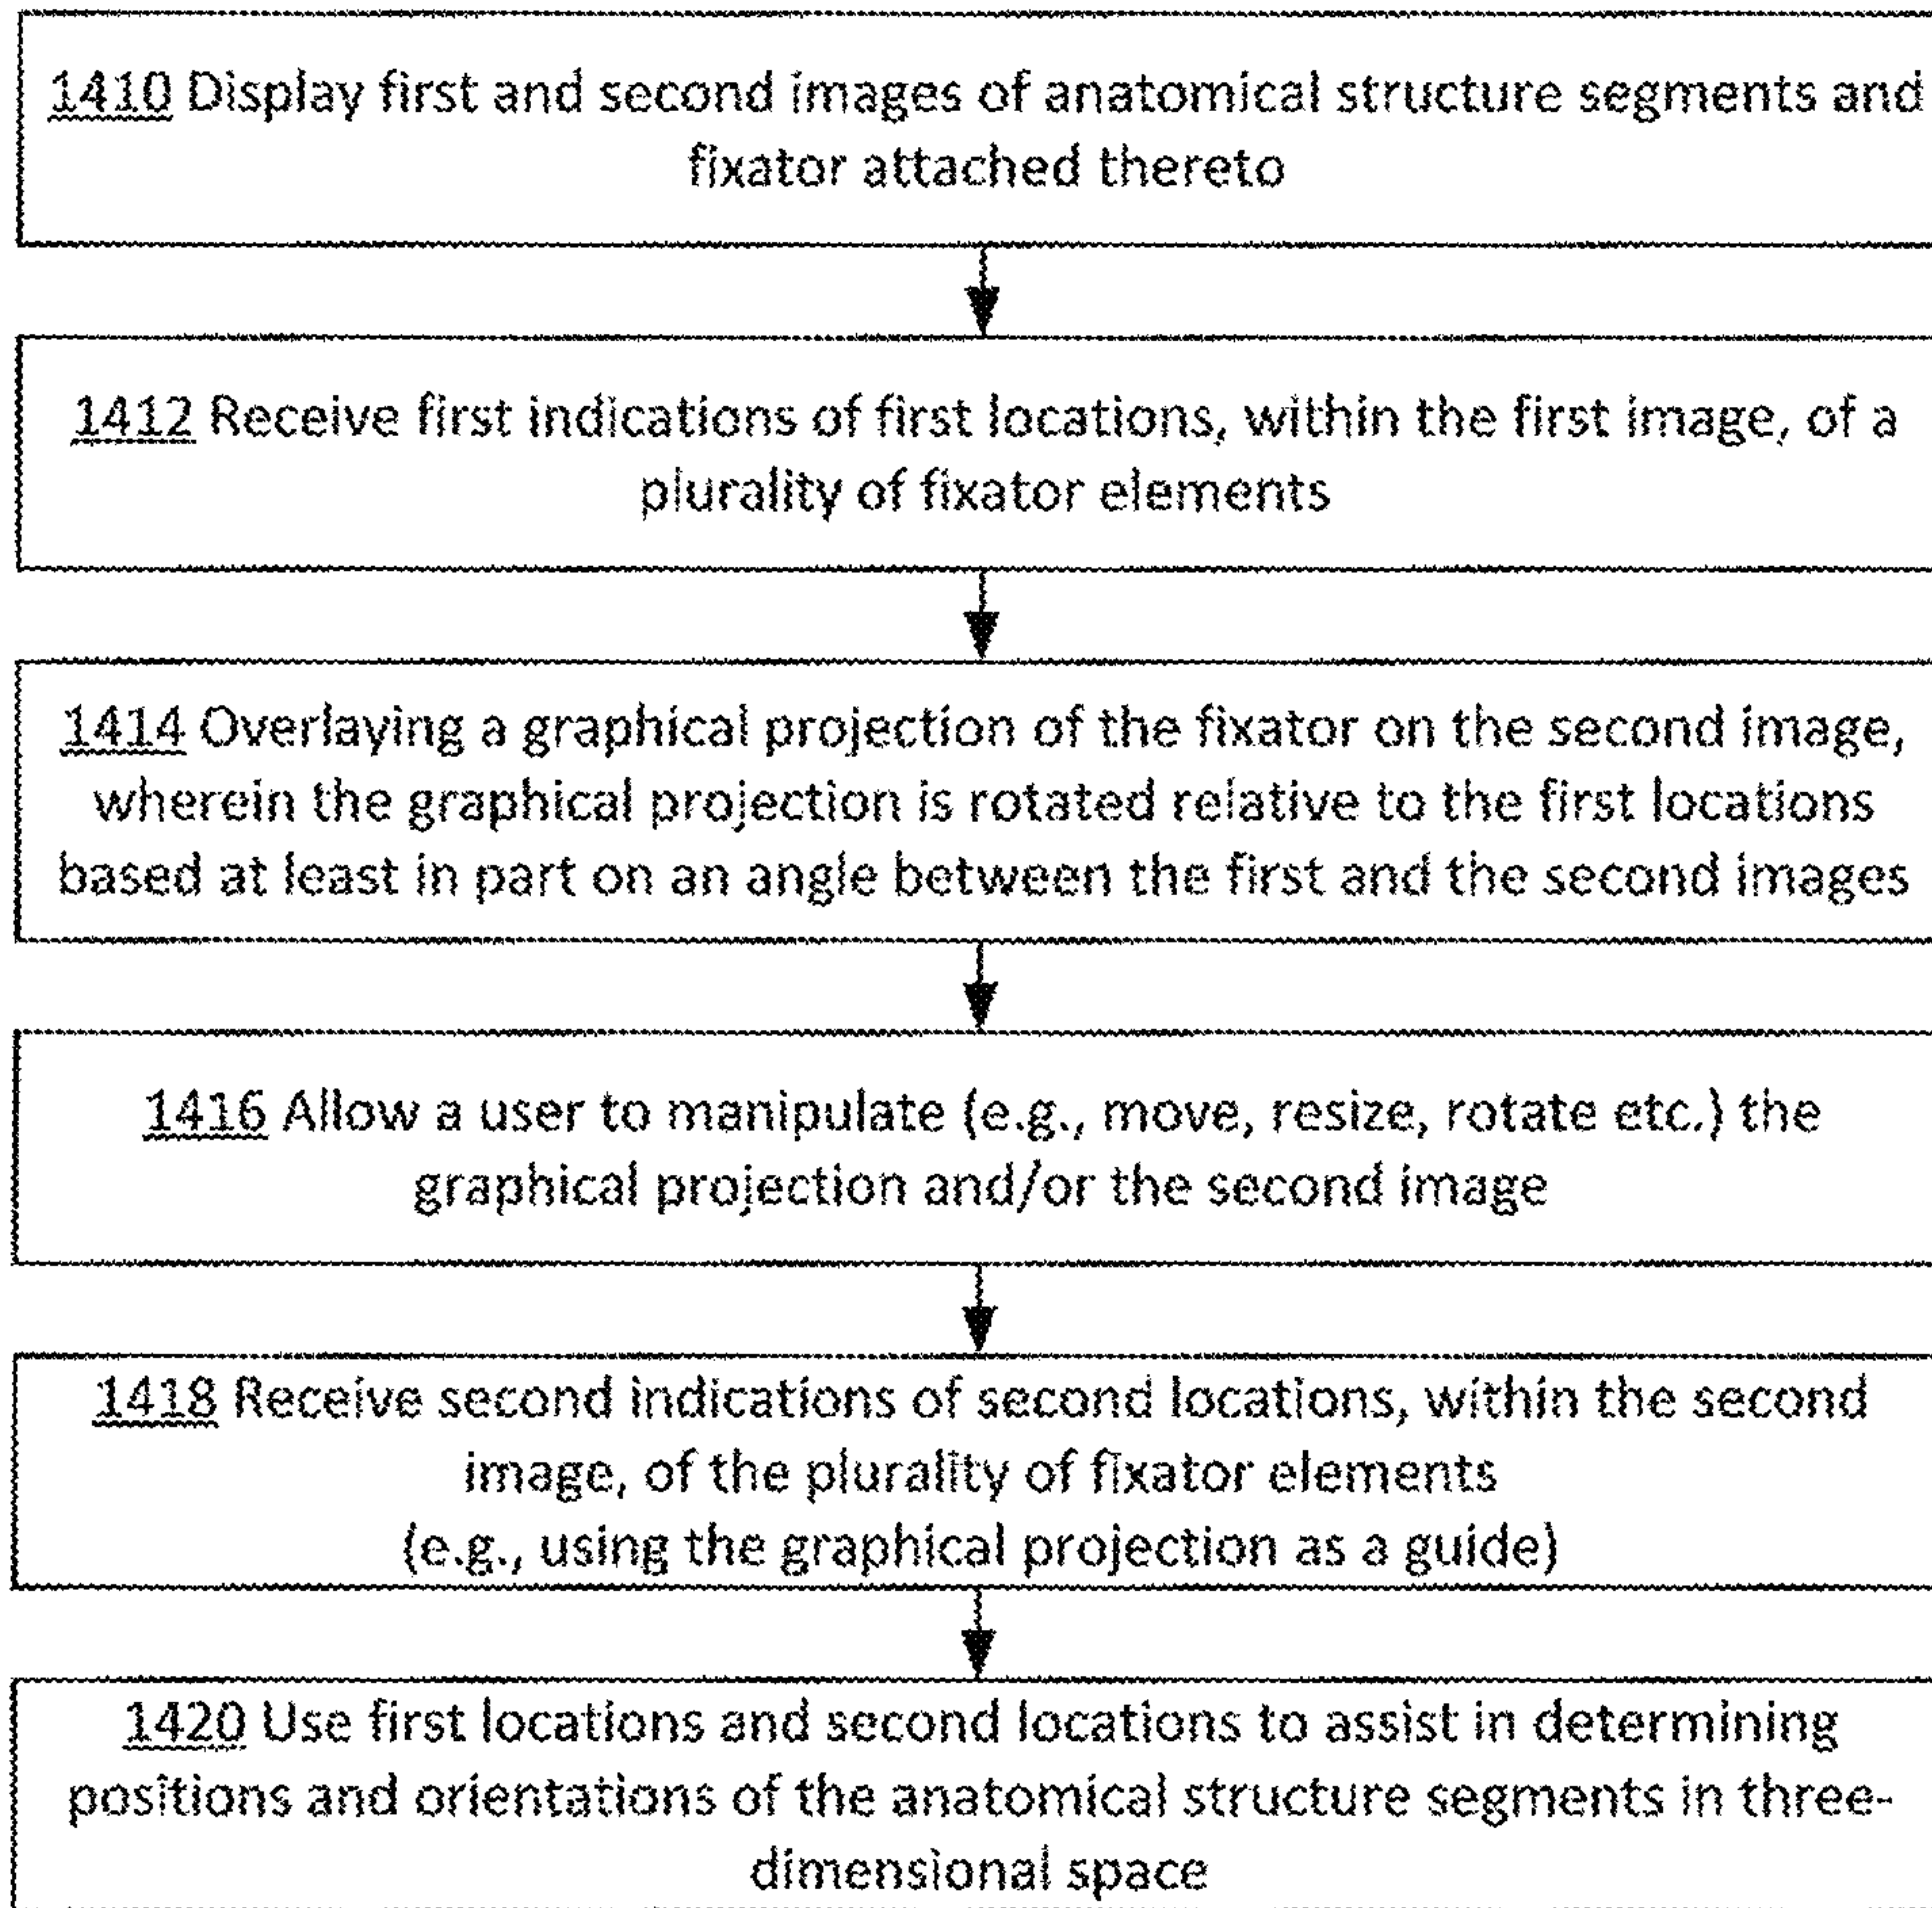 1410 Display first and second images of anatomical structure segments and
fixator attached thereto
1412 Receive first indications of first locations, within the first image, of a
plurality of fixator elements
1414 Overlaying a graphical projection of the fixator on the second image,
wherein the graphical projection is rotated relative to the first locations
based at least in part on an angle between the first and the second images
1416 Allow a user to manipulate (e.g., move, resize, rotate etc.) the
graphical projection and/or the second image
1418 Receive second indications of second locations, within the second
image, of the plurality of fixator elements
(e.g., using the graphical projection as a guide)
1420 Use first locations and second locations to assist in determining
positions and orientations of the anatomical structure segments in three-
dimensional space